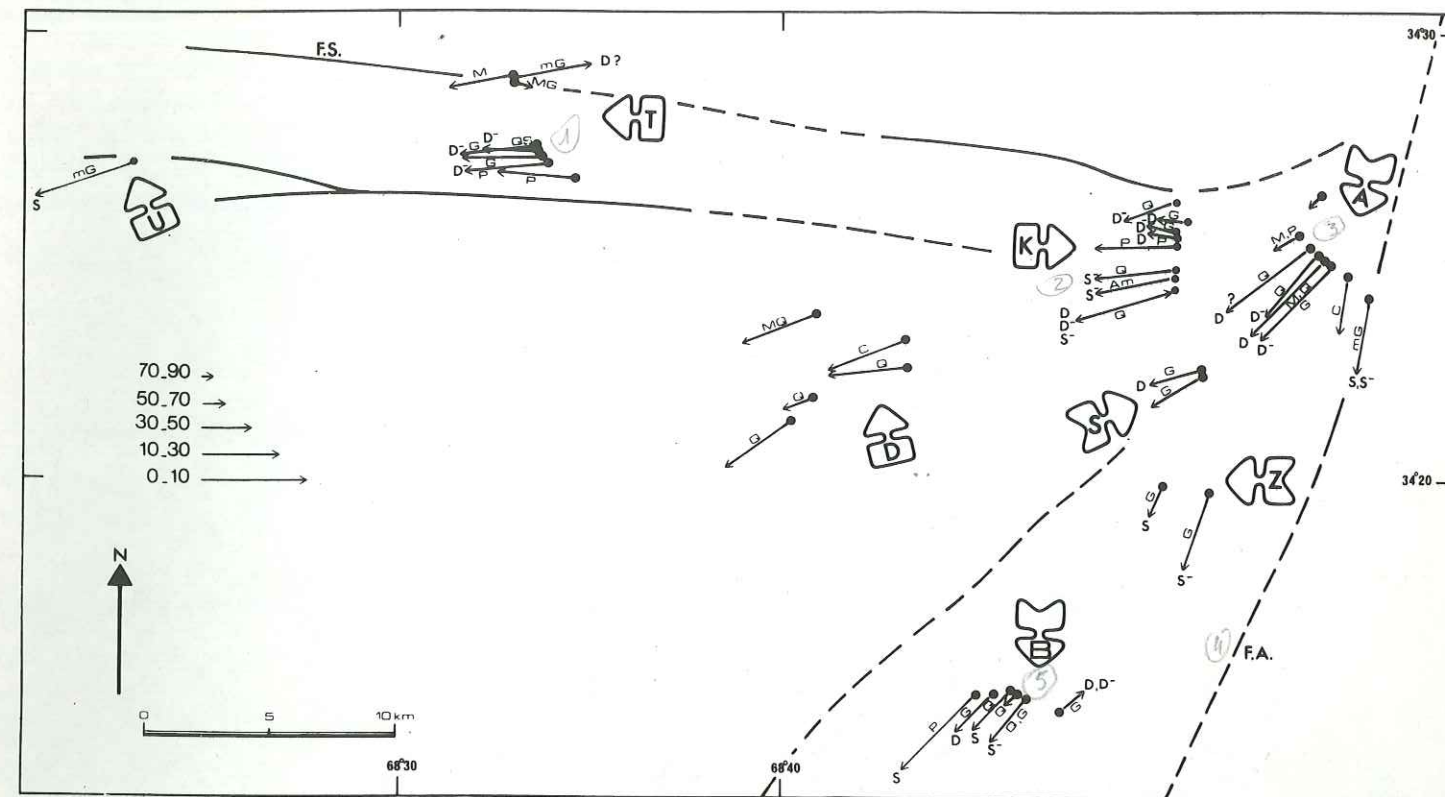 34°30
F.S.
M
mG
D?
MG
T
1
D⁻
QS
D⁻
G
D⁻
G
P
P
mG
S
U
A
3
M.P
Q
D⁻
D
G
D⁻
G
D
P
P
K
2
S⁻
Q
S⁻
Am
D
D⁻
S⁻
Q
Q
?
D
Q
D⁻
M,Q
G
D
D⁻
C
mG
S,S⁻
MQ
C
Q
Q
Q
D
G
D
G
S
70_90
50_70
30_50
10_30
0_10
34°20
Z
G
S
G
S⁻
N
B
4
F.A.
5
D,D⁻
G
P
G
Q
Q
Q,G
D
S
S⁻
S
0
5
10 km
68°30
68°40